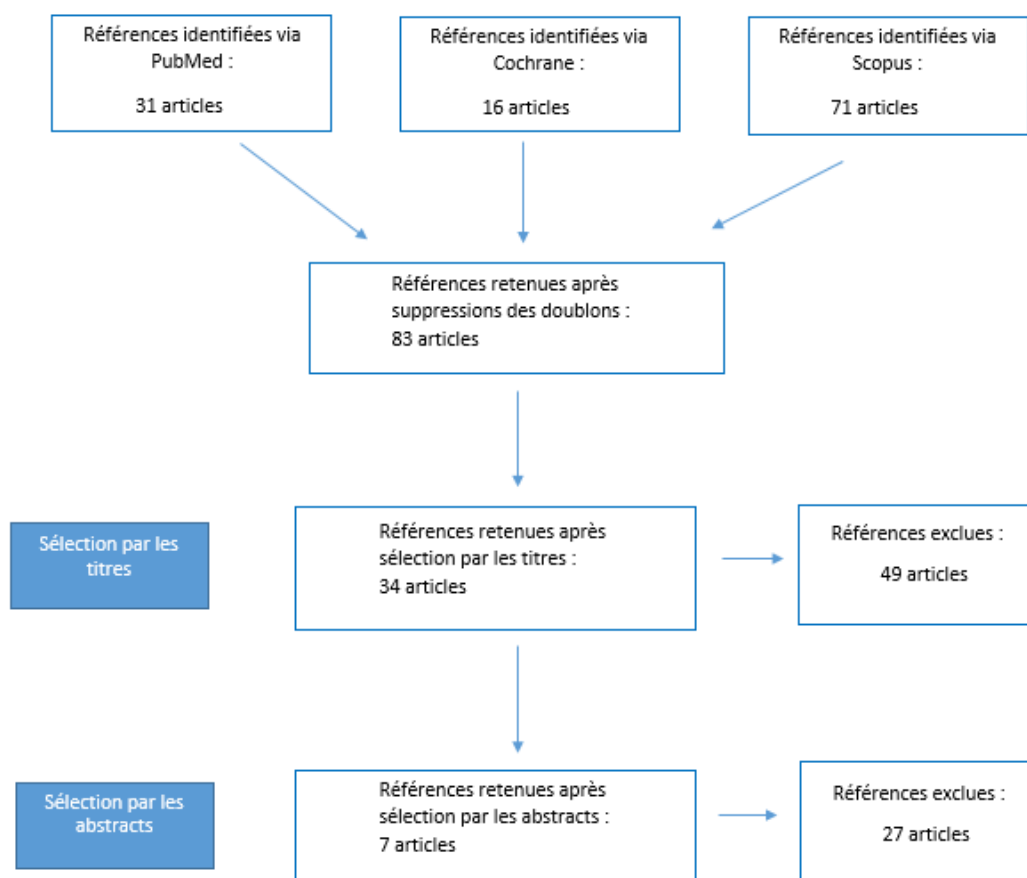 Références identifiées via
PubMed :
31 articles
Références identifiées via
Cochrane :
16 articles
Références identifiées via
Scopus :
71 articles
Références retenues après
suppressions des doublons :
83 articles
Sélection par les
titres
Références retenues après
sélection par les titres :
34 articles
Références exclues :
49 articles
Sélection par les
abstracts
Références retenues après
sélection par les abstracts :
7 articles
Références exclues :
27 articles